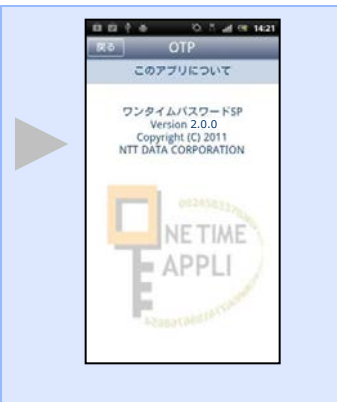 14:21
戻る OTP
このアプリについて
ワンタイムパスワードSP
Version 2.0.0
Copyright (C) 2011
NTT DATA CORPORATION
NE TIME
APPLI